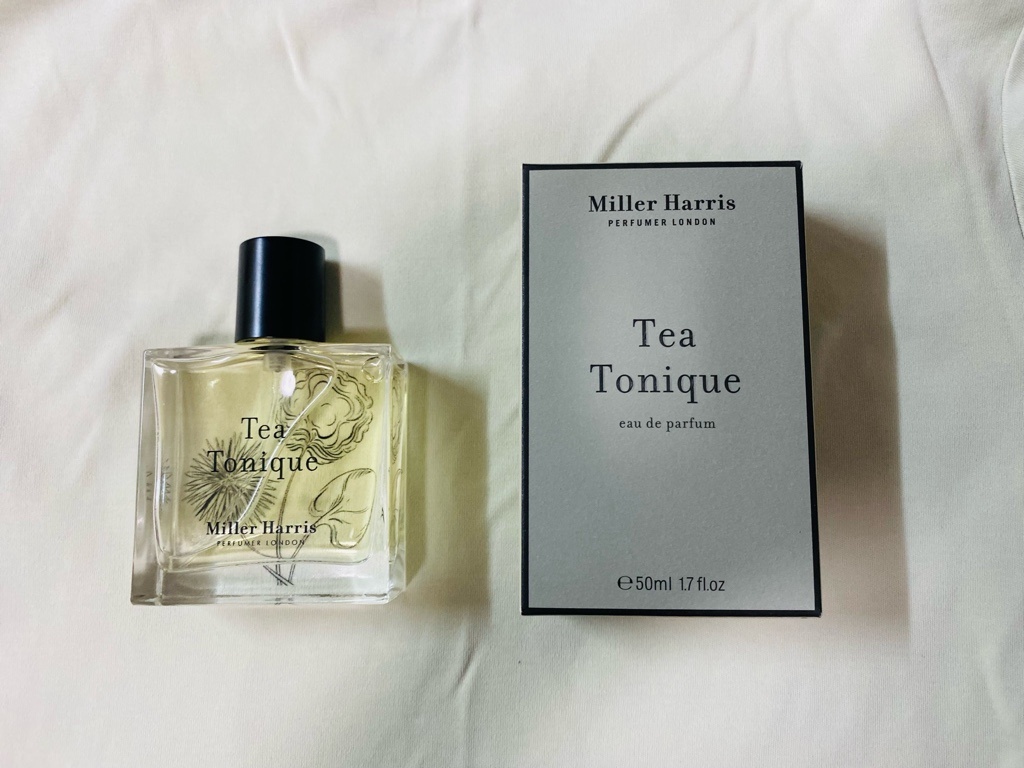 Tea
Tonique
Miller Harris
PERFUMER LONDON
Miller Harris
PERFUMER LONDON
Tea
Tonique
eau de parfum
℮50ml 1.7 fl.oz